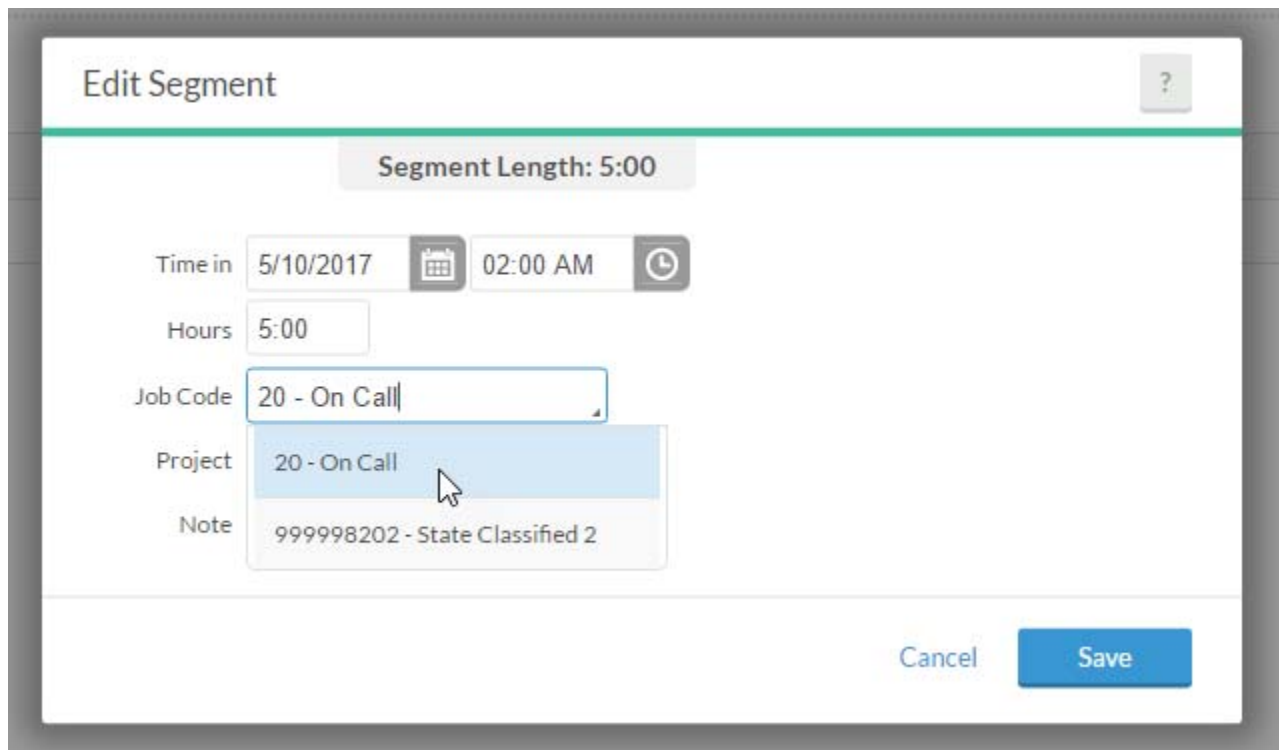 Edit Segment ?
Segment Length: 5:00
Time in 5/10/2017 02:00 AM
Hours 5:00
Job Code 20 - On Call
Project 20 - On Call
Note 999998202 - State Classified 2
Cancel Save